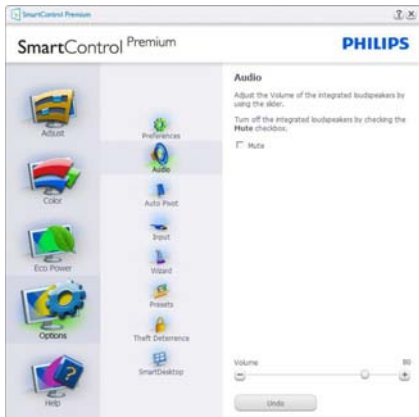 SmartControl Premium
SmartControl Premium
PHILIPS
Adjust
Color
Eco Power
Options
Help
Preferences
Audio
Auto Pivot
Input
Wizard
Presets
Theft Deterrence
SmartDesktop
Audio
Adjust the Volume of the integrated loudspeakers by
using the slider.
Turn off the integrated loudspeakers by checking the
Mute checkbox.
Mute
Volume
80
Undo